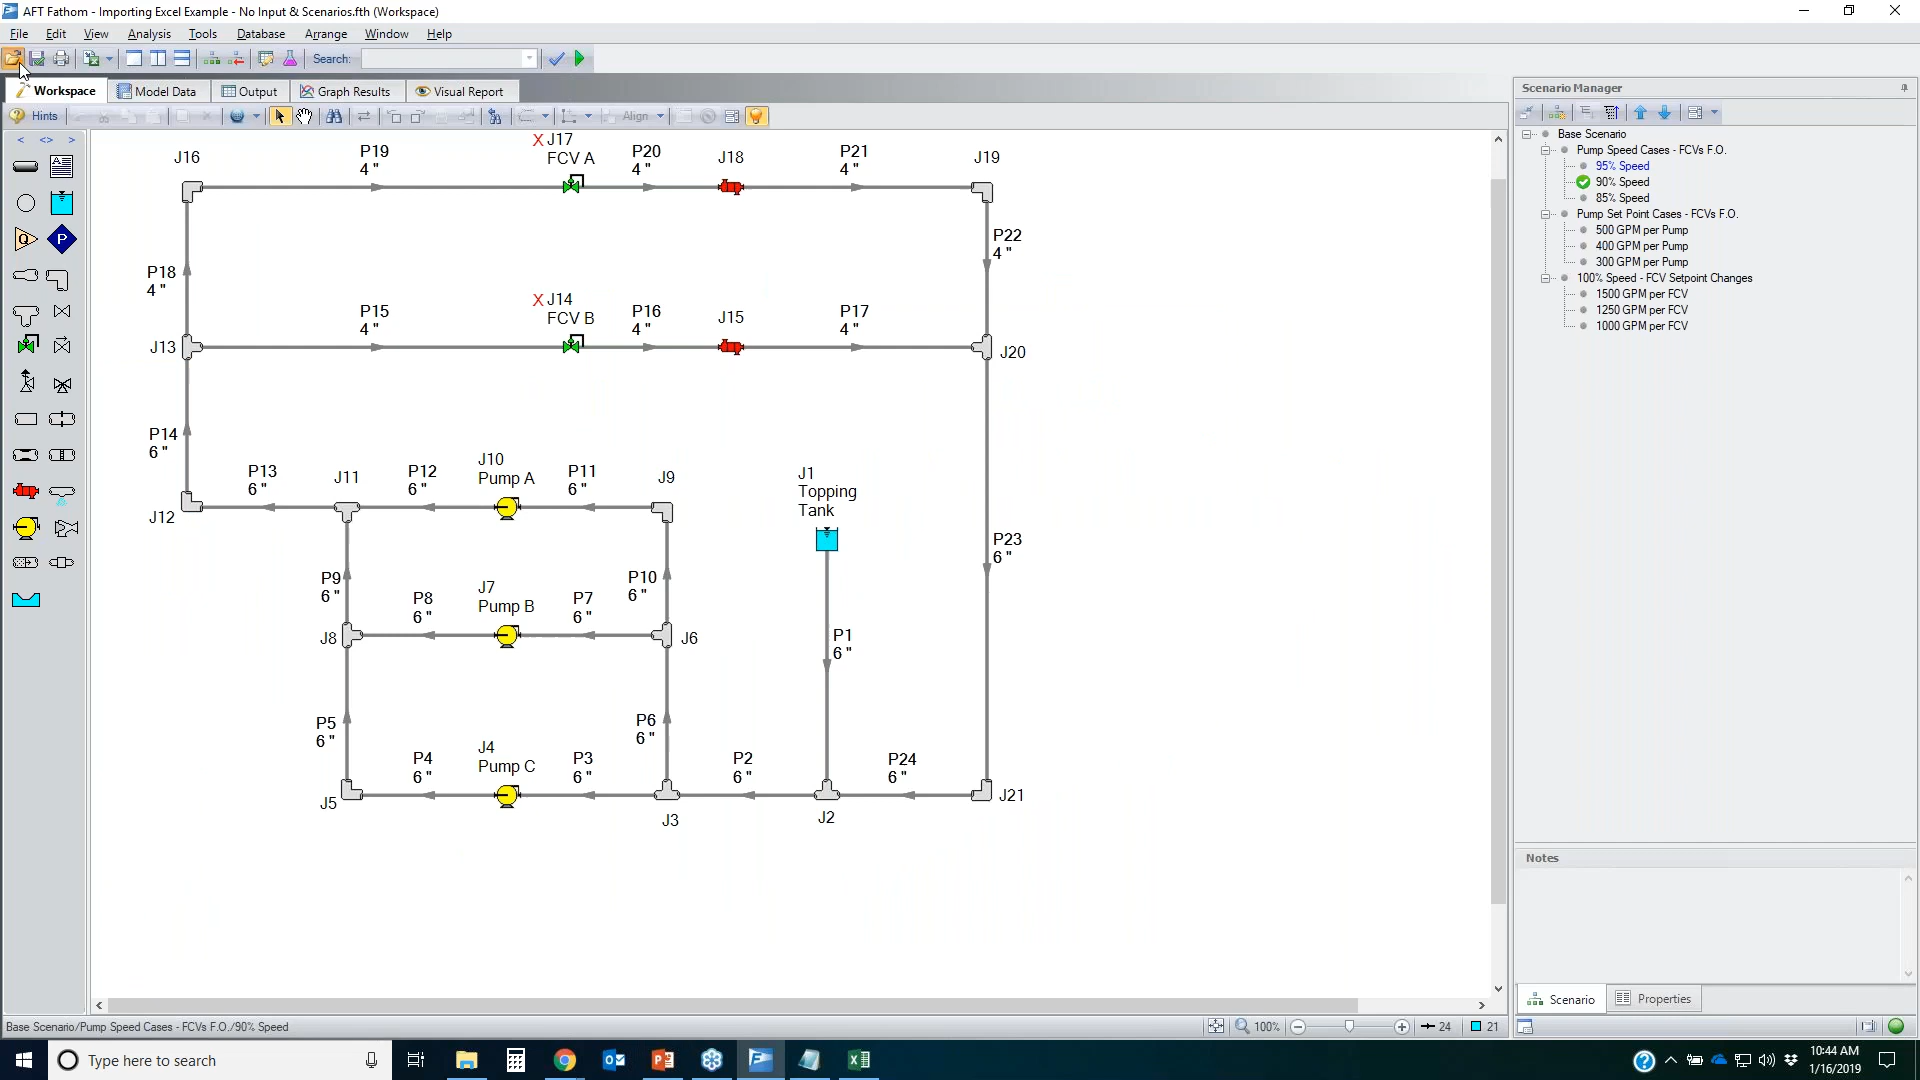 AFT Fathom - Importing Excel Example - No Input & Scenarios.fth (Workspace)
File Edit View Analysis Tools Database Arrange Window Help
Search:
Workspace Model Data Output Graph Results Visual Report
Hints Align
Scenario Manager
Base Scenario
Pump Speed Cases - FCVs F.O.
95% Speed
90% Speed
85% Speed
Pump Set Point Cases - FCVs F.O.
500 GPM per Pump
400 GPM per Pump
300 GPM per Pump
100% Speed - FCV Setpoint Changes
1500 GPM per FCV
1250 GPM per FCV
1000 GPM per FCV
J16
P19
4 "
X J17
FCV A
P20
4 "
J18
P21
4 "
J19
P22
4 "
P18
4 "
P15
4 "
X J14
FCV B
P16
4 "
J15
P17
4 "
J13
J20
P14
6 "
P13
6 "
J11
P12
6 "
J10
Pump A
P11
6 "
J9
J1
Topping
Tank
J12
P23
6 "
P9
6 "
P8
6 "
J7
Pump B
P7
6 "
P10
6 "
J8
J6
P1
6 "
P5
6 "
P4
6 "
J4
Pump C
P3
6 "
P6
6 "
P2
6 "
P24
6 "
J5
J3
J2
J21
Q
P
Notes
Scenario Properties
Base Scenario/Pump Speed Cases - FCVs F.O./90% Speed
100%
24
21
Type here to search
10:44 AM
1/16/2019